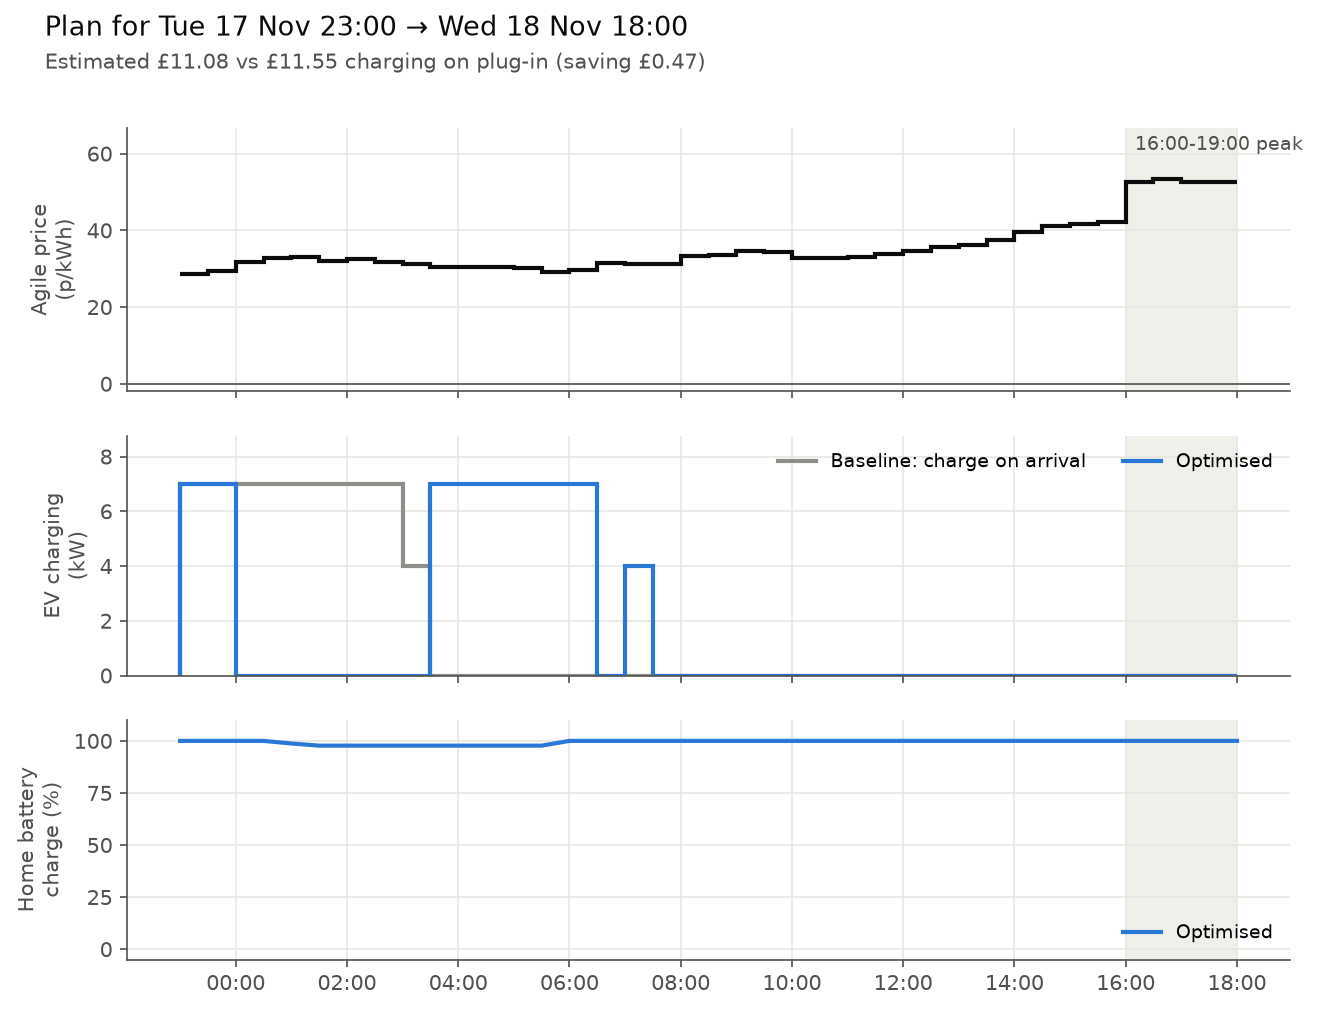 Plan for Tue 17 Nov 23:00 → Wed 18 Nov 18:00
Estimated £11.08 vs £11.55 charging on plug-in (saving £0.47)
Agile price
(p/kWh)
60
40
20
0
16:00-19:00 peak
EV charging
(kW)
8
6
4
2
0
Baseline: charge on arrival
Optimised
Home battery
charge (%)
100
75
50
25
0
Optimised
00:00
02:00
04:00
06:00
08:00
10:00
12:00
14:00
16:00
18:00